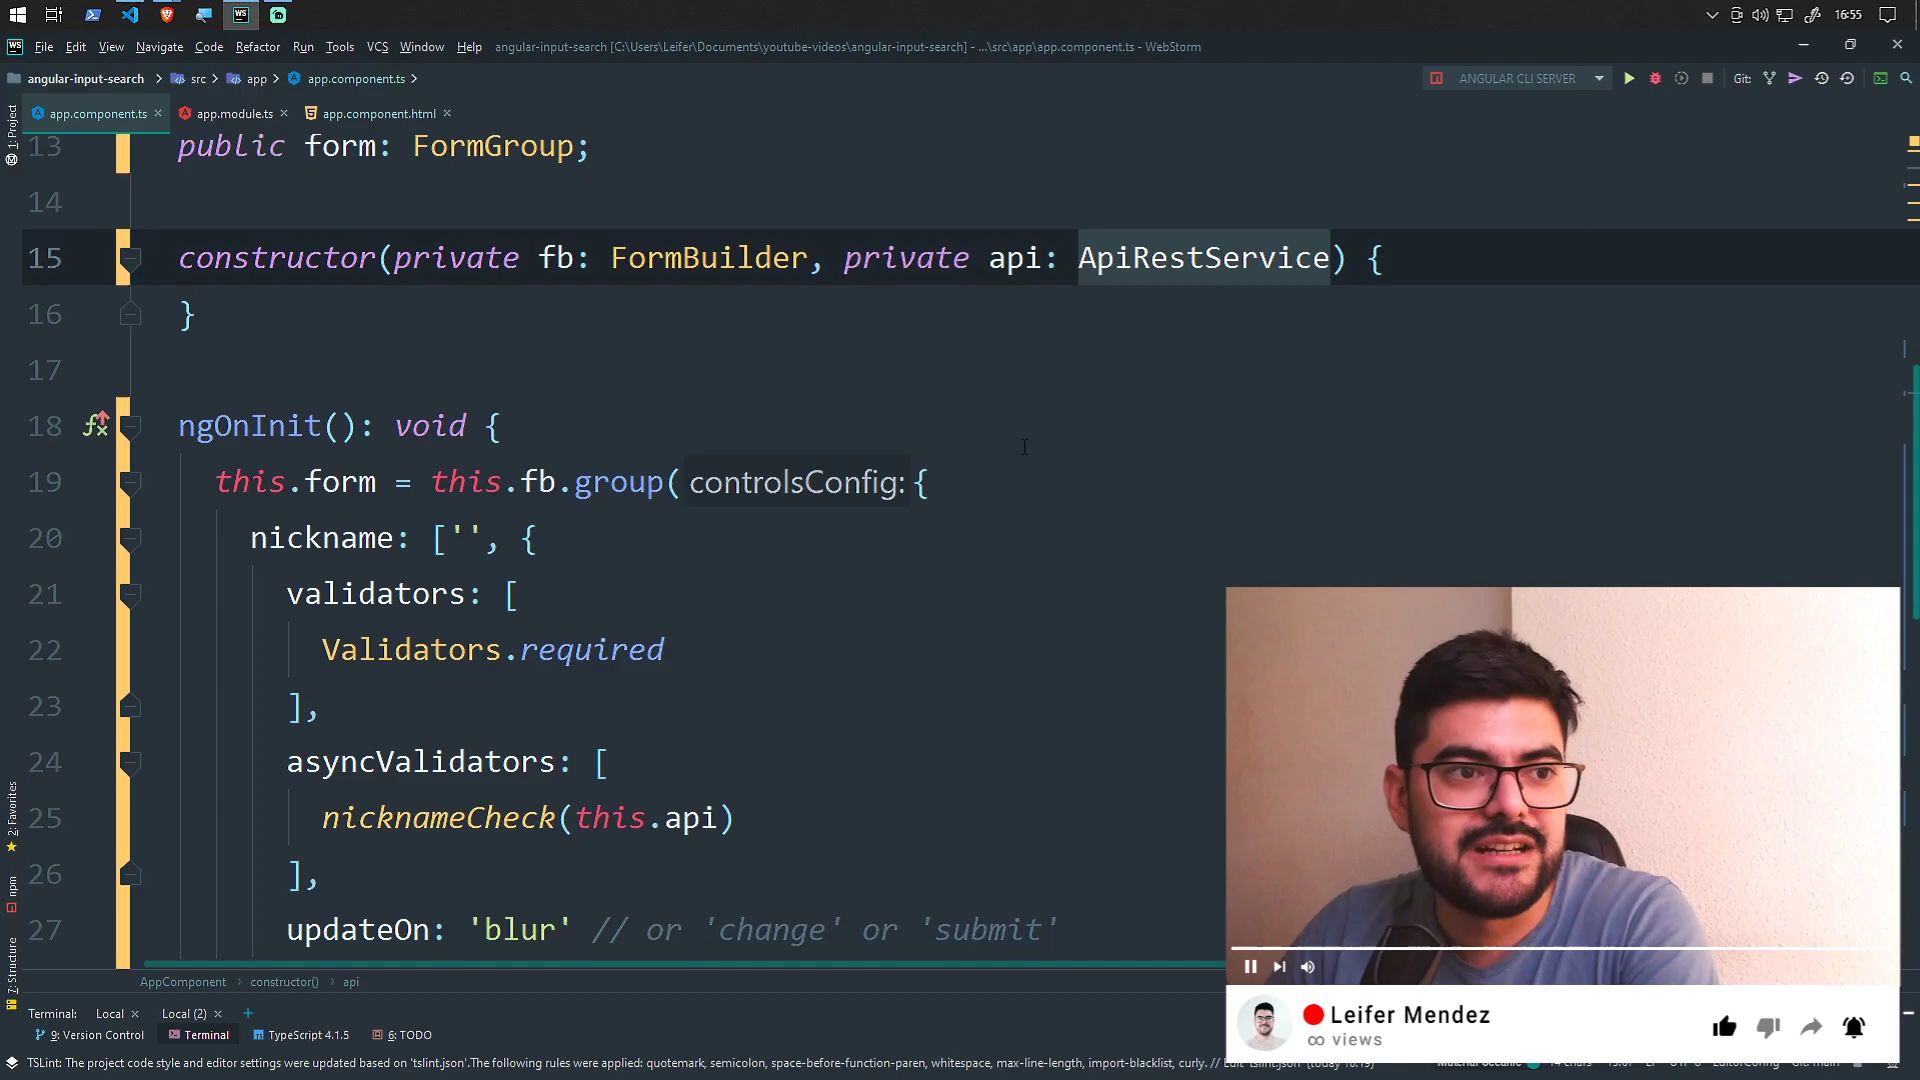 16:55
WS File Edit View Navigate Code Refactor Run Tools VCS Window Help angular-input-search [C:\Users\Leifer\Documents\youtube-videos\angular-input-search] - ...\src\app\app.component.ts - WebStorm
angular-input-search src app app.component.ts ANGULAR CLI SERVER Git:
app.component.ts app.module.ts app.component.html
1: Project
13 public form: FormGroup;
14
15 constructor(private fb: FormBuilder, private api: ApiRestService) {
16 }
17
18 ngOnInit(): void {
19 this.form = this.fb.group( controlsConfig: {
20 nickname: ['', {
21 validators: [
22 Validators.required
23 ],
24 asyncValidators: [
25 nicknameCheck(this.api)
26 ],
27 updateOn: 'blur' // or 'change' or 'submit'
2: Favorites
npm
7: Structure
AppComponent constructor() api
Terminal: Local Local (2)
9: Version Control Terminal TypeScript 4.1.5 6: TODO
TSLint: The project code style and editor settings were updated based on 'tslint.json'.The following rules were applied: quotemark, semicolon, space-before-function-paren, whitespace, max-line-length, import-blacklist, curly. // Edit 'tslint.json' (today 16:19)
Leifer Mendez
∞ views